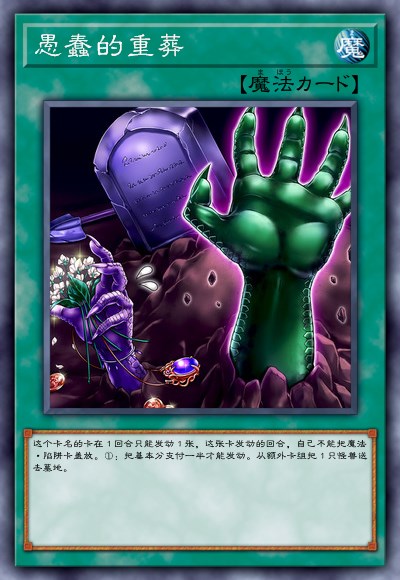 愚蠢的重葬
魔
【魔法カード】
ま ほう
这个卡名的卡在1回合只能发动1张，这张卡发动的回合，自己不能把魔法
·陷阱卡盖放。①：把基本分支付一半才能发动。从额外卡组把1只怪兽送
去墓地。